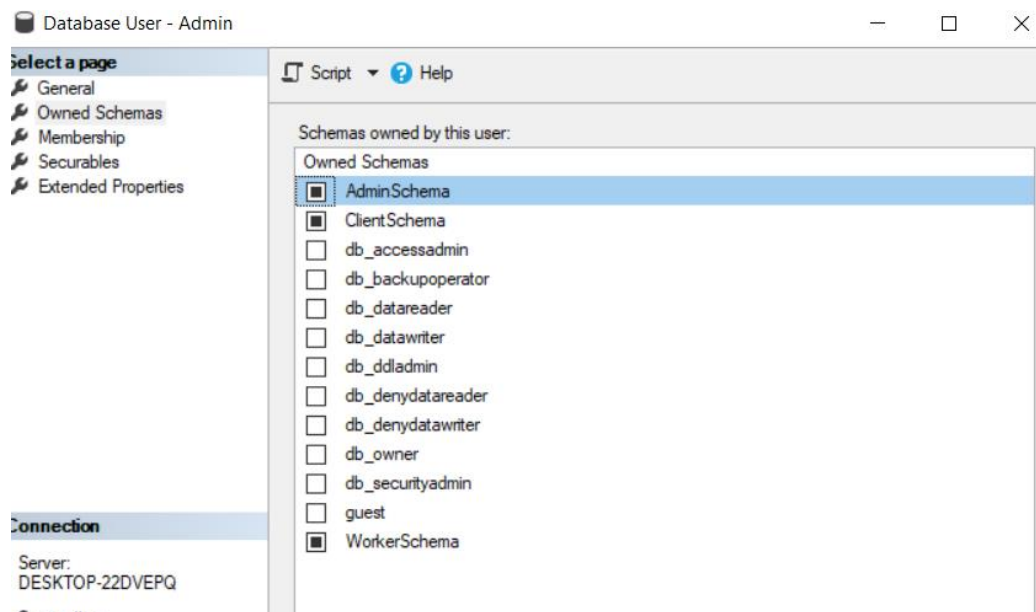 Database User - Admin
Select a page
General
Owned Schemas
Membership
Securables
Extended Properties
Connection
Server:
DESKTOP-22DVEPQ
Script
Help
Schemas owned by this user:
Owned Schemas
AdminSchema
ClientSchema
db_accessadmin
db_backupoperator
db_datareader
db_datawriter
db_ddladmin
db_denydatareader
db_denydatawriter
db_owner
db_securityadmin
guest
WorkerSchema